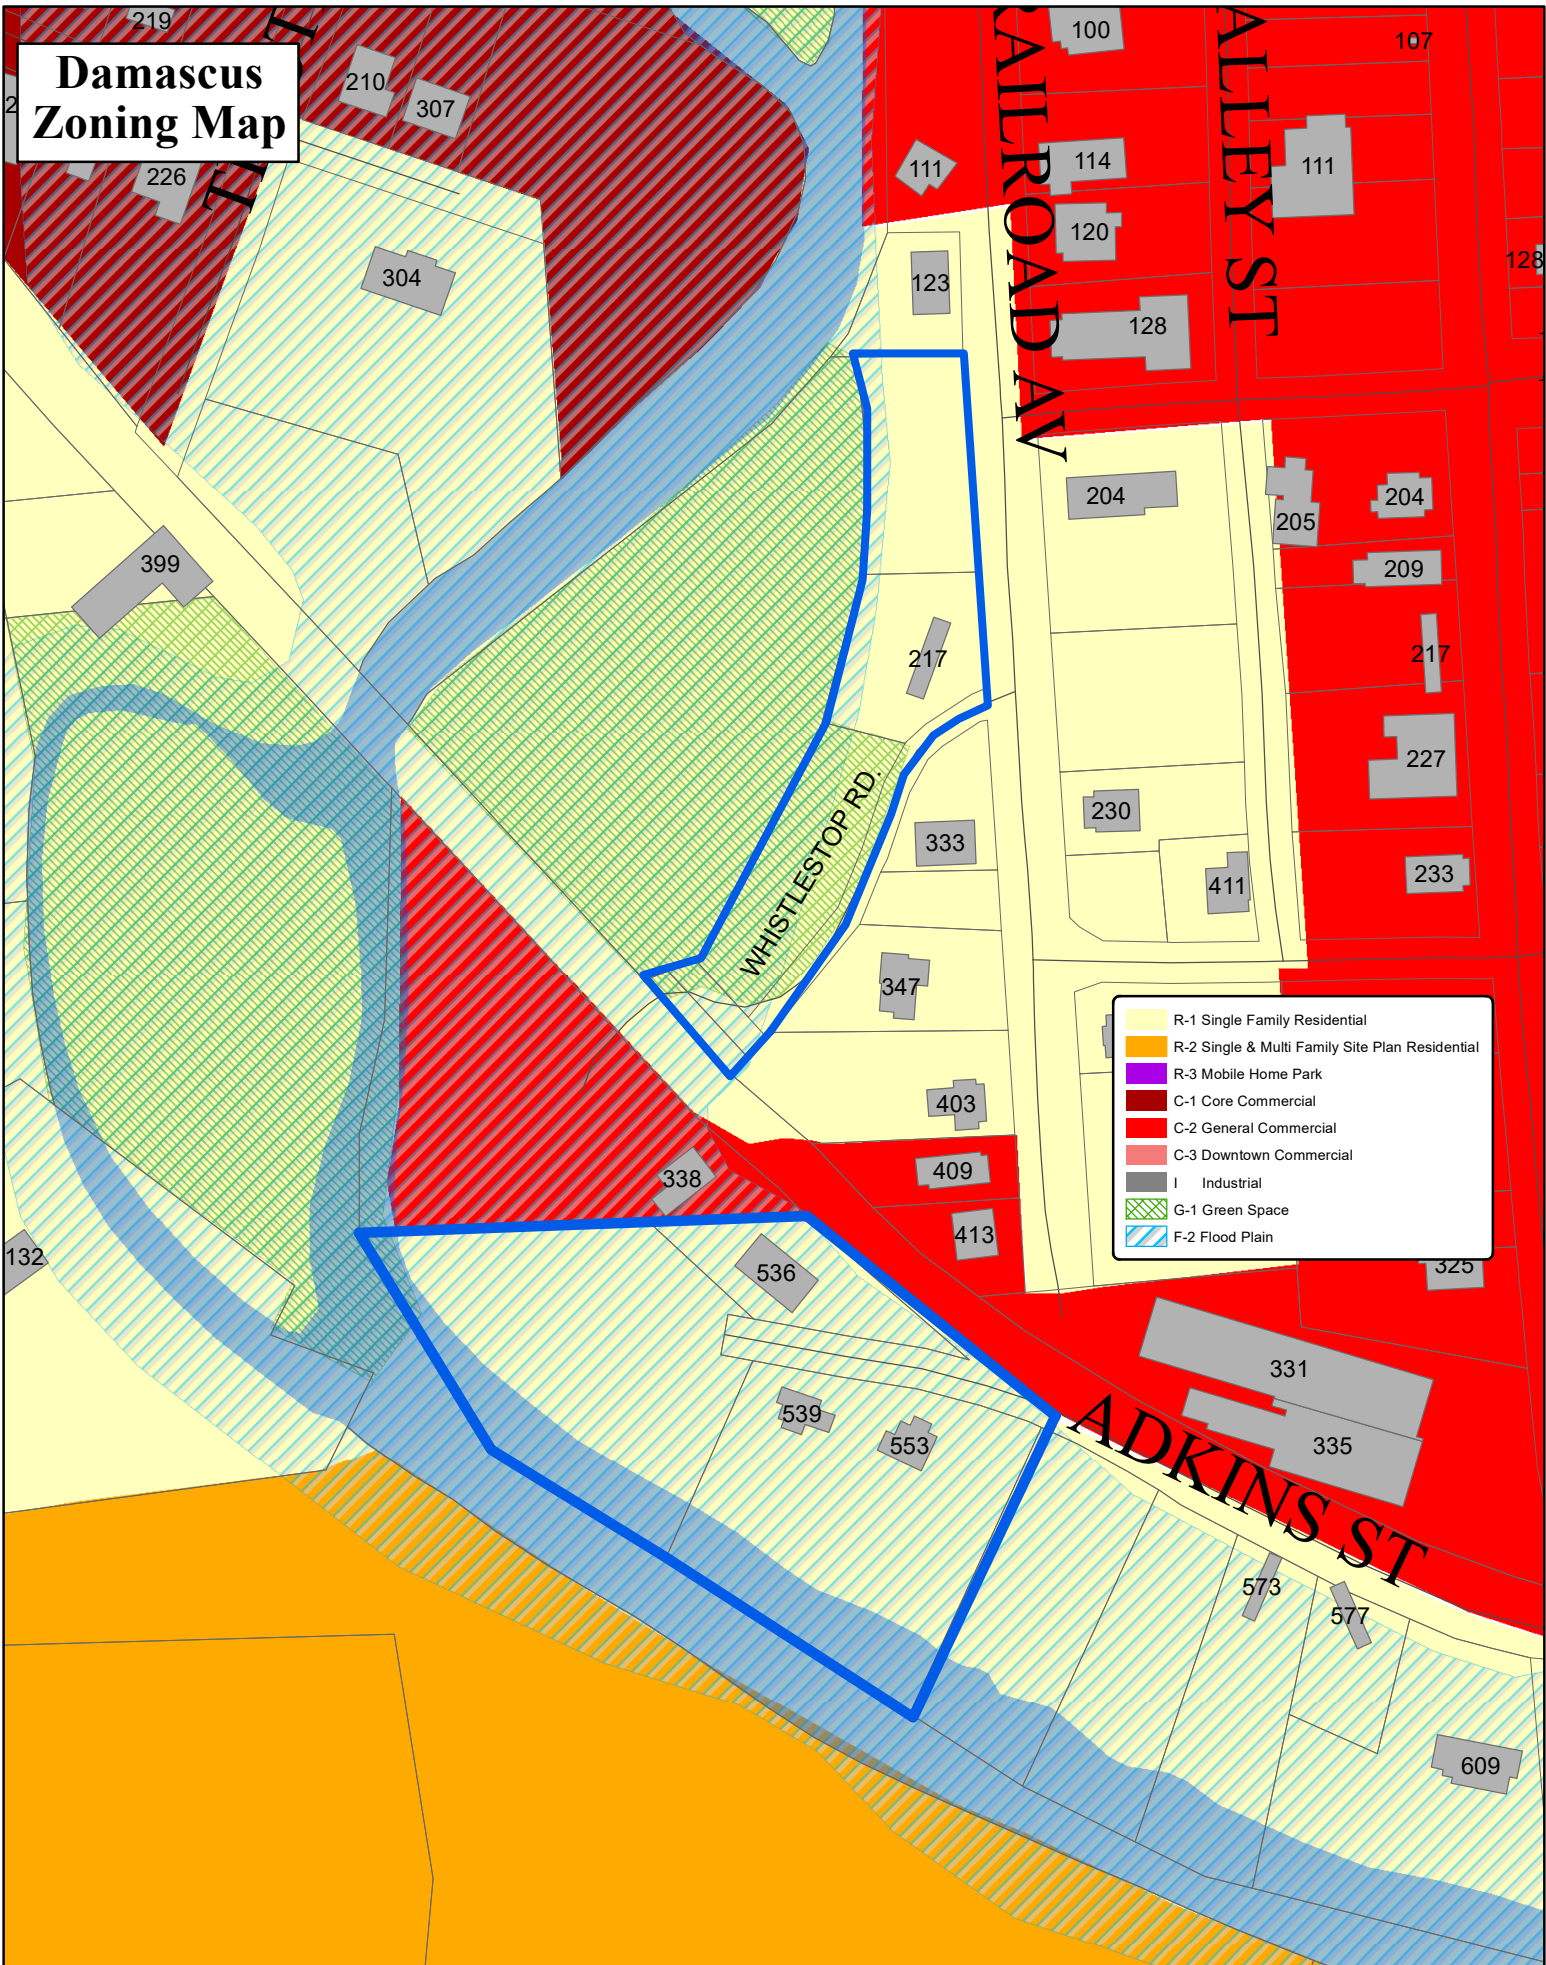 219
Damascus
Zoning Map
210
307
226
304
111
123
RAILROAD AV
100
114
120
128
ALLEY ST
107
111
128
399
204
205
204
209
217
217
227
230
333
411
233
WHISTLESTOP RD.
347
403
409
413
338
132
536
539
553
R-1 Single Family Residential
R-2 Single & Multi Family Site Plan Residential
R-3 Mobile Home Park
C-1 Core Commercial
C-2 General Commercial
C-3 Downtown Commercial
I Industrial
G-1 Green Space
F-2 Flood Plain
325
331
335
ADKINS ST
573
577
609